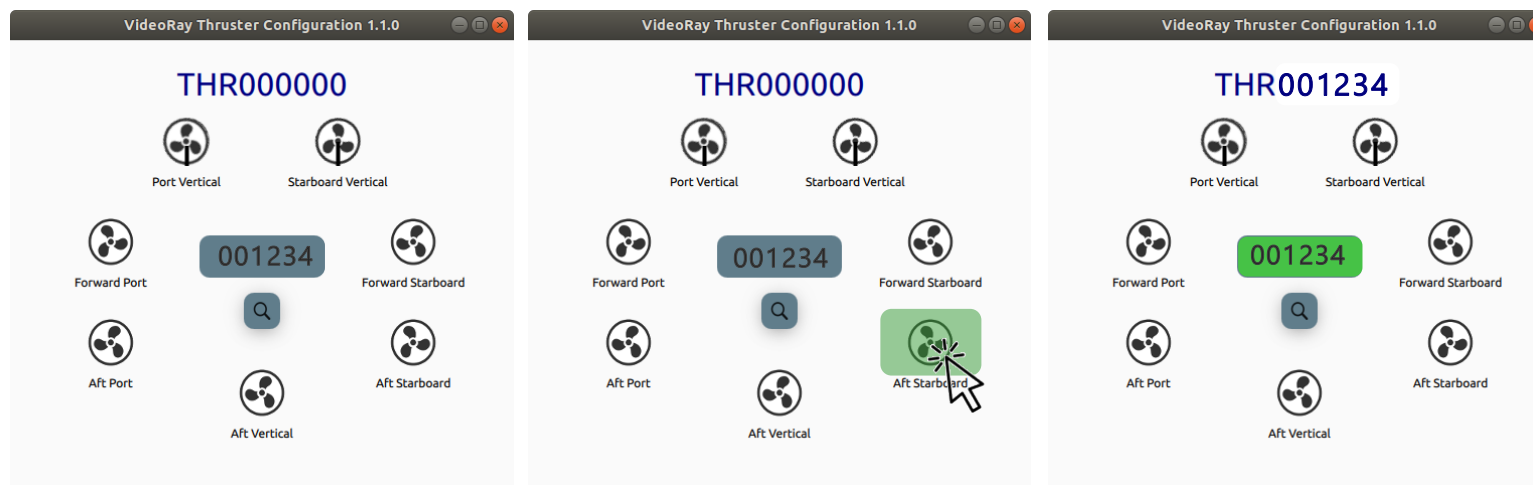 VideoRay Thruster Configuration 1.1.0
THR000000
Port Vertical
Starboard Vertical
001234
Forward Port
Forward Starboard
Aft Port
Aft Starboard
Aft Vertical
VideoRay Thruster Configuration 1.1.0
THR000000
Port Vertical
Starboard Vertical
001234
Forward Port
Forward Starboard
Aft Port
Aft Starboard
Aft Vertical
VideoRay Thruster Configuration 1.1.0
THR001234
Port Vertical
Starboard Vertical
001234
Forward Port
Forward Starboard
Aft Port
Aft Starboard
Aft Vertical